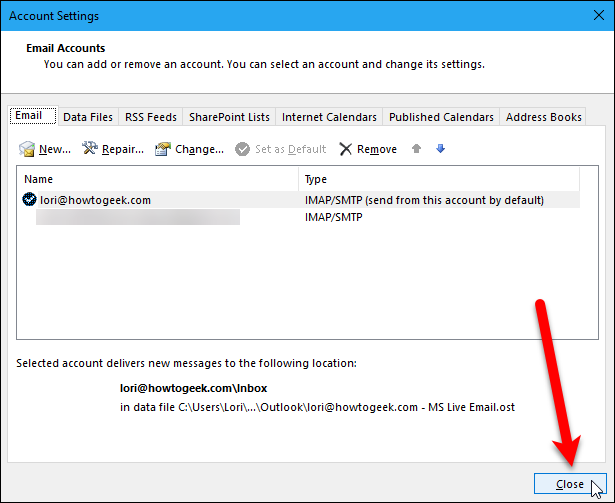 Account Settings
Email Accounts
You can add or remove an account. You can select an account and change its settings.
Email Data Files RSS Feeds SharePoint Lists Internet Calendars Published Calendars Address Books
New... Repair... Change... Set as Default Remove
Name Type
lori@howtogeek.com IMAP/SMTP (send from this account by default)
IMAP/SMTP
Selected account delivers new messages to the following location:
lori@howtogeek.com\Inbox
in data file C:\Users\Lori\...\Outlook\lori@howtogeek.com - MS Live Email.ost
Close